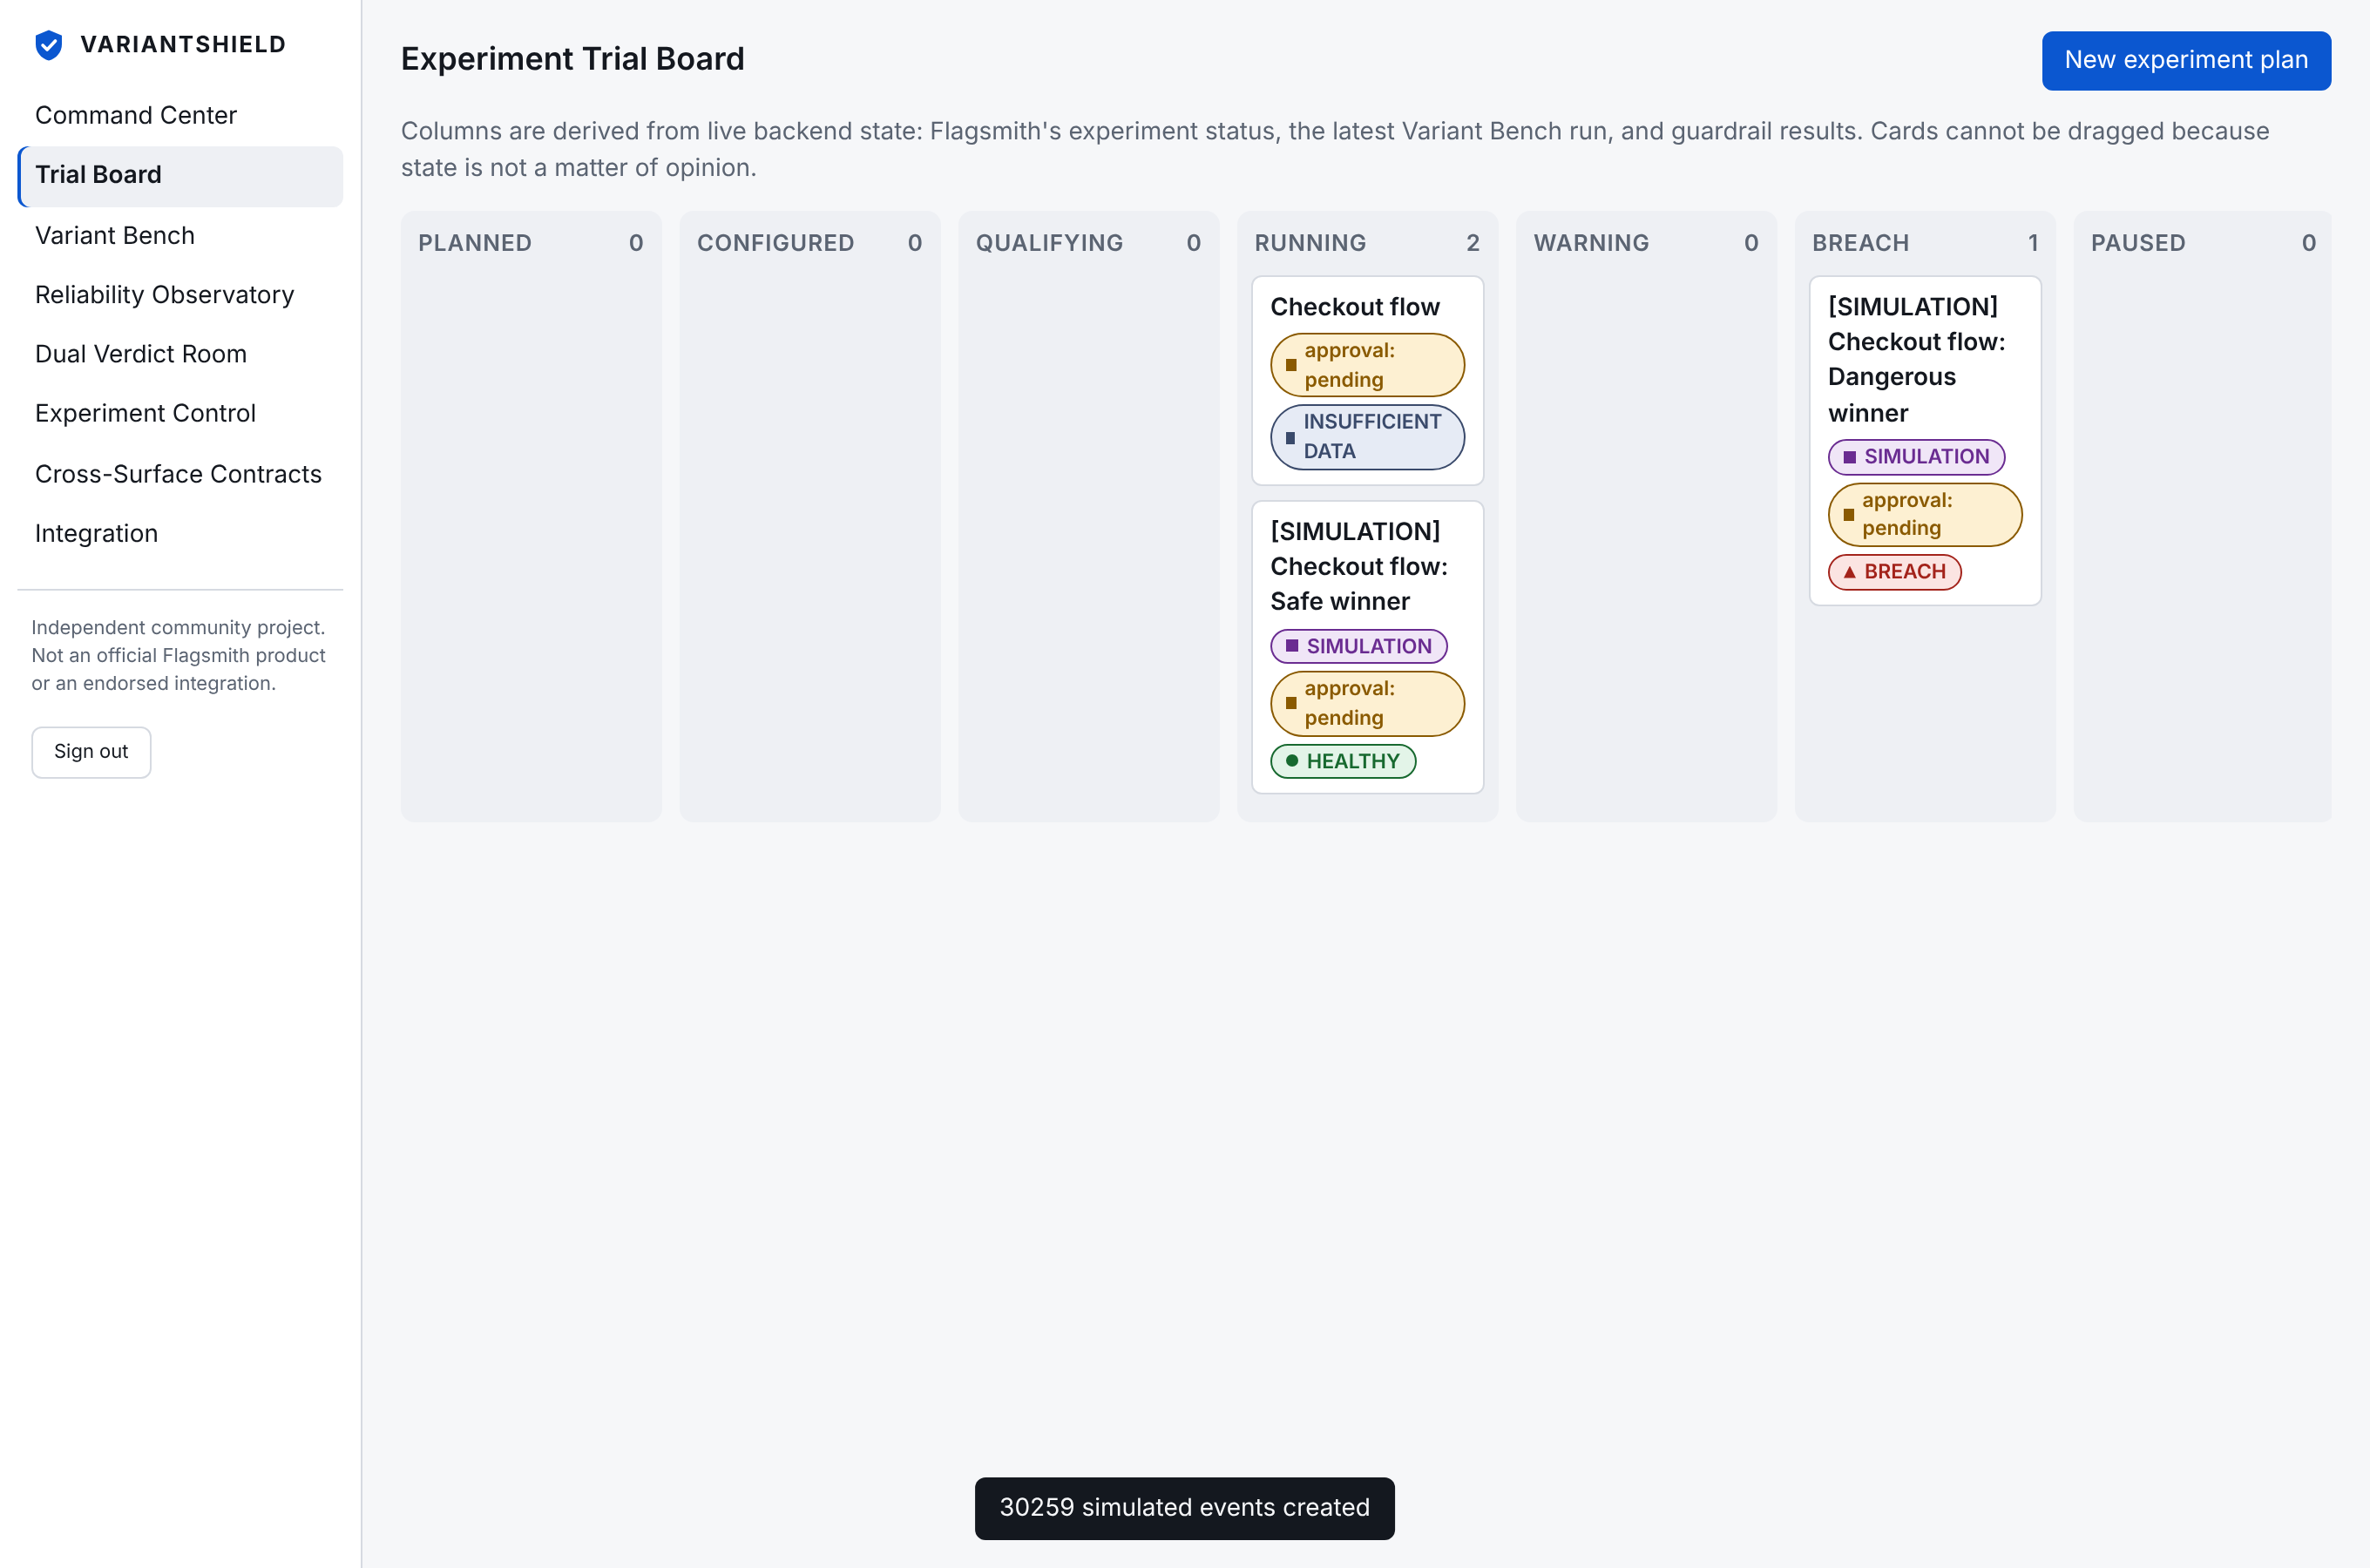 VARIANTSHIELD
Command Center
Trial Board
Variant Bench
Reliability Observatory
Dual Verdict Room
Experiment Control
Cross-Surface Contracts
Integration
Independent community project.
Not an official Flagsmith product
or an endorsed integration.
Sign out
Experiment Trial Board
New experiment plan
Columns are derived from live backend state: Flagsmith's experiment status, the latest Variant Bench run, and guardrail results. Cards cannot be dragged because
state is not a matter of opinion.
PLANNED 0
CONFIGURED 0
QUALIFYING 0
RUNNING 2
Checkout flow
approval:
pending
INSUFFICIENT
DATA
[SIMULATION]
Checkout flow:
Safe winner
SIMULATION
approval:
pending
HEALTHY
WARNING 0
BREACH 1
[SIMULATION]
Checkout flow:
Dangerous
winner
SIMULATION
approval:
pending
BREACH
PAUSED 0
30259 simulated events created